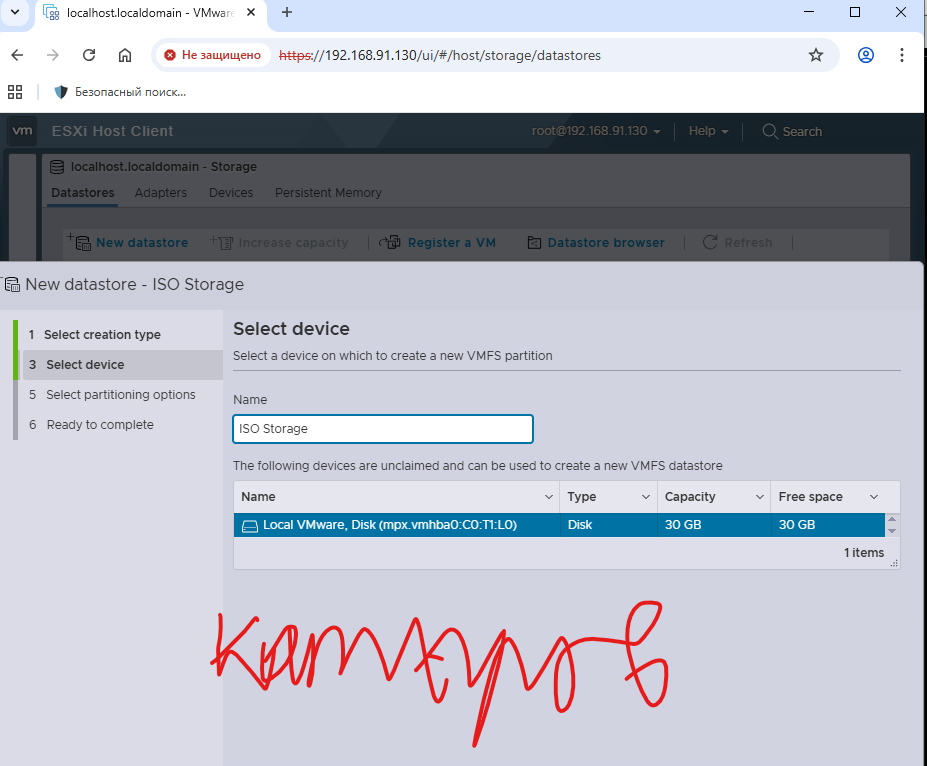 localhost.localdomain - VMware
Не защищено https://192.168.91.130/ui/#/host/storage/datastores
Безопасный поиск...
vm ESXi Host Client root@192.168.91.130 Help Search
localhost.localdomain - Storage
Datastores Adapters Devices Persistent Memory
New datastore Increase capacity Register a VM Datastore browser Refresh
New datastore - ISO Storage
1 Select creation type
3 Select device
5 Select partitioning options
6 Ready to complete
Select device
Select a device on which to create a new VMFS partition
Name
ISO Storage
The following devices are unclaimed and can be used to create a new VMFS datastore
Name Type Capacity Free space
Local VMware, Disk (mpx.vmhba0:C0:T1:L0) Disk 30 GB 30 GB
1 items